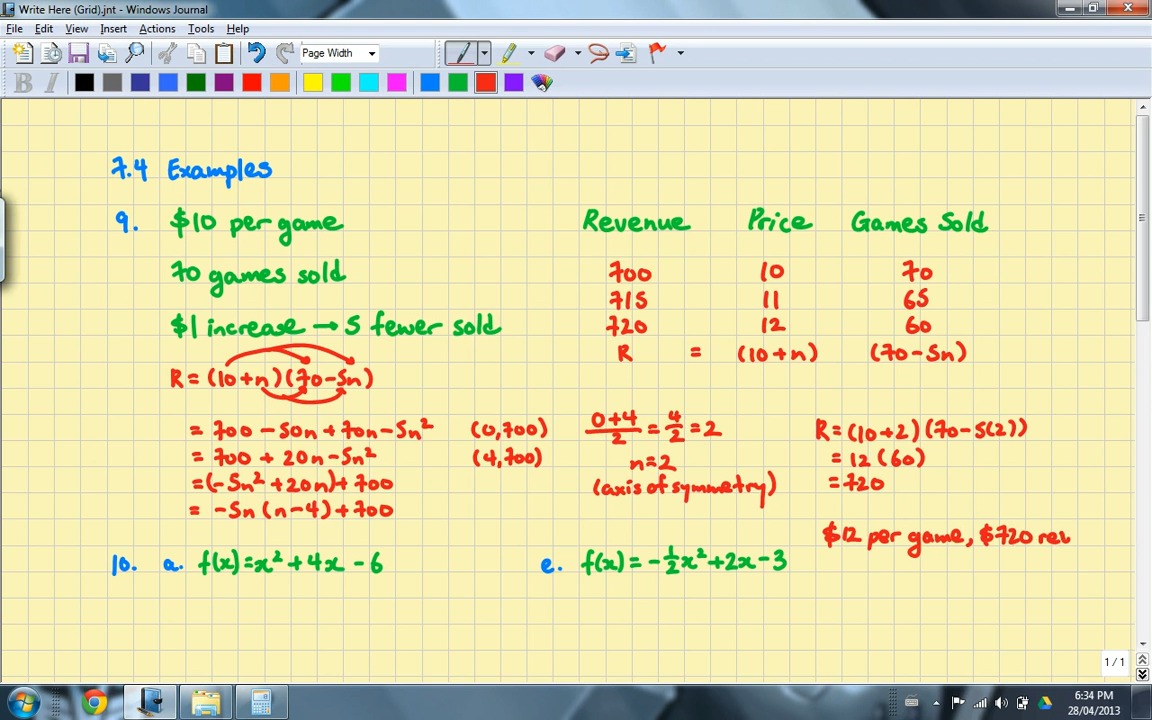 Write Here (Grid).jnt - Windows Journal
File Edit View Insert Actions Tools Help
Page Width
B I
7.4 Examples
9. $10 per game
70 games sold
$1 increase → 5 fewer sold
R = (10+n)(70-5n)
= 700 - 50n + 70n - 5n²
= 700 + 20n - 5n²
= (-5n² + 20n) + 700
= -5n (n-4) + 700
(0,700)
(4,700)
Revenue = Price Games Sold
700 10 70
715 11 65
720 12 60
R = (10+n) (70-5n)
0+4/2 = 4/2 = 2
n=2
(axis of symmetry)
R = (10+2)(70-5(2))
= 12(60)
= 720
$12 per game, $720 rev
10. a. f(x) = x² + 4x - 6
e. f(x) = -1/2x² + 2x - 3
1 / 1
6:34 PM
28/04/2013